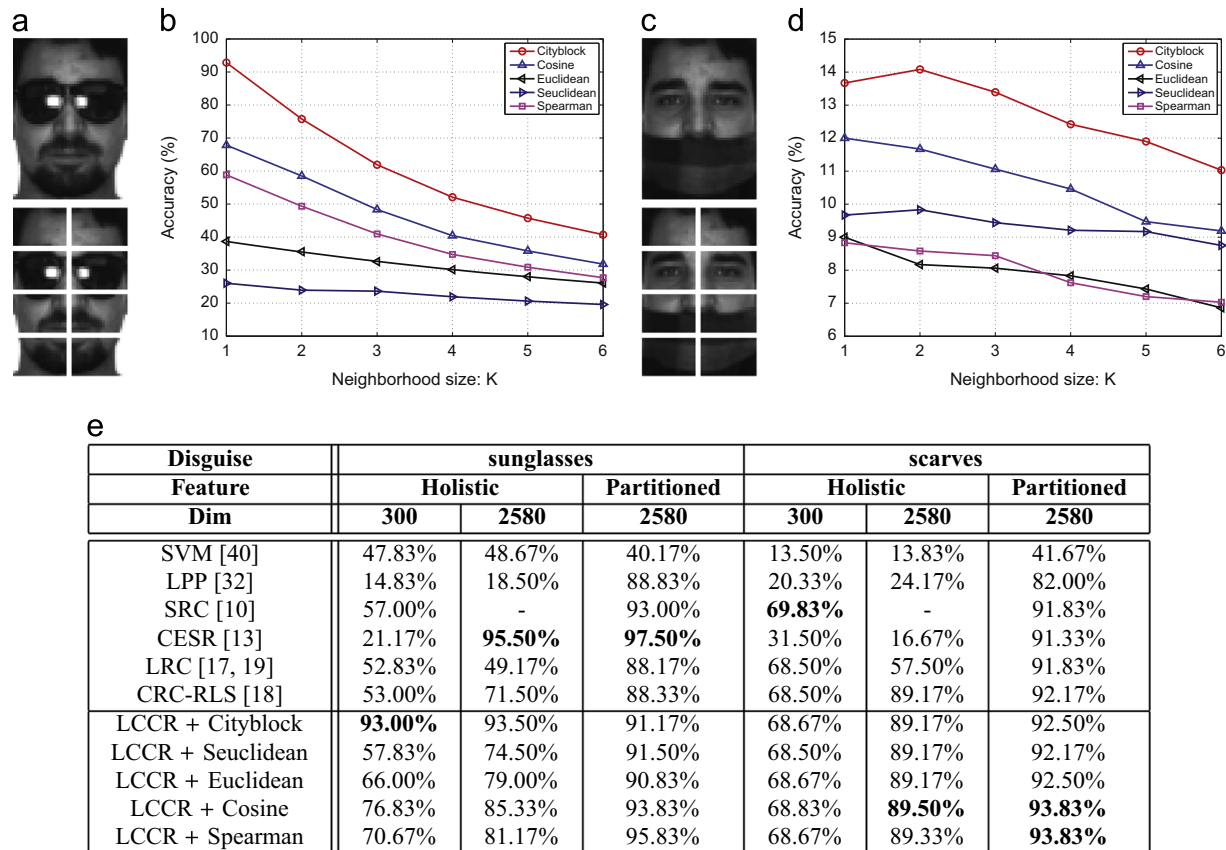 a
b
100
90
80
70
60
50
40
30
20
10
1 2 3 4 5 6
Accuracy (%)
Neighborhood size: K
Cityblock
Cosine
Euclidean
Seuclidean
Spearman
c
d
15
14
13
12
11
10
9
8
7
6
1 2 3 4 5 6
Accuracy (%)
Neighborhood size: K
Cityblock
Cosine
Euclidean
Seuclidean
Spearman
e
Disguise sunglasses scarves
Feature Holistic Partitioned Holistic Partitioned
Dim 300 2580 2580 300 2580 2580
SVM [40] 47.83% 48.67% 40.17% 13.50% 13.83% 41.67%
LPP [32] 14.83% 18.50% 88.83% 20.33% 24.17% 82.00%
SRC [10] 57.00% - 93.00% 69.83% - 91.83%
CESR [13] 21.17% 95.50% 97.50% 31.50% 16.67% 91.33%
LRC [17, 19] 52.83% 49.17% 88.17% 68.50% 57.50% 91.83%
CRC-RLS [18] 53.00% 71.50% 88.33% 68.50% 89.17% 92.17%
LCCR + Cityblock 93.00% 93.50% 91.17% 68.67% 89.17% 92.50%
LCCR + Seuclidean 57.83% 74.50% 91.50% 68.50% 89.17% 92.17%
LCCR + Euclidean 66.00% 79.00% 90.83% 68.67% 89.17% 92.50%
LCCR + Cosine 76.83% 85.33% 93.83% 68.83% 89.50% 93.83%
LCCR + Spearman 70.67% 81.17% 95.83% 68.67% 89.33% 93.83%